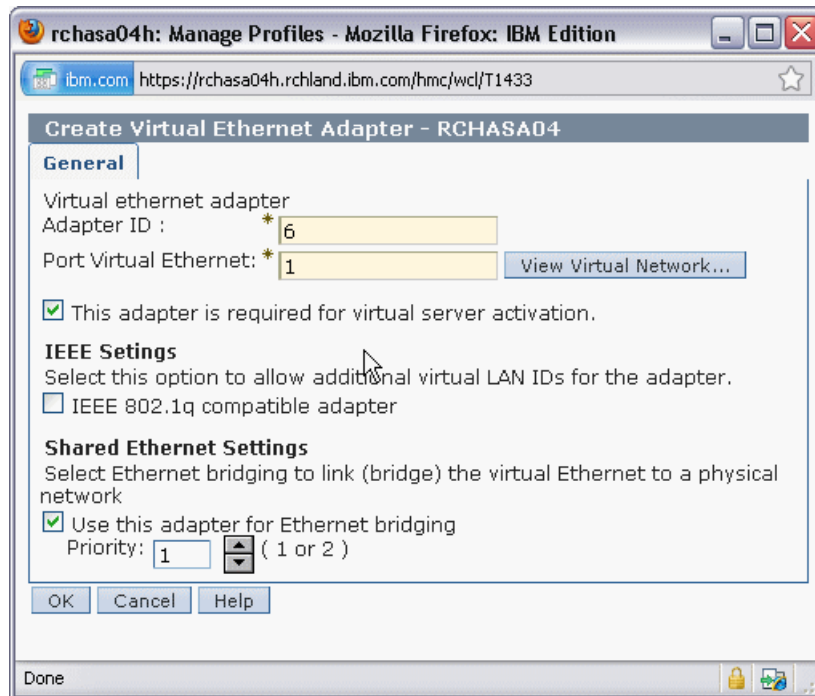 rchasa04h: Manage Profiles - Mozilla Firefox: IBM Edition
ibm.com https://rchasa04h.rchland.ibm.com/hmc/wcl/T1433
Create Virtual Ethernet Adapter - RCHASA04
General
Virtual ethernet adapter
Adapter ID : * 6
Port Virtual Ethernet: * 1 View Virtual Network...
This adapter is required for virtual server activation.
IEEE Setings
Select this option to allow additional virtual LAN IDs for the adapter.
IEEE 802.1q compatible adapter
Shared Ethernet Settings
Select Ethernet bridging to link (bridge) the virtual Ethernet to a physical
network
Use this adapter for Ethernet bridging
Priority: 1 ( 1 or 2 )
OK Cancel Help
Done